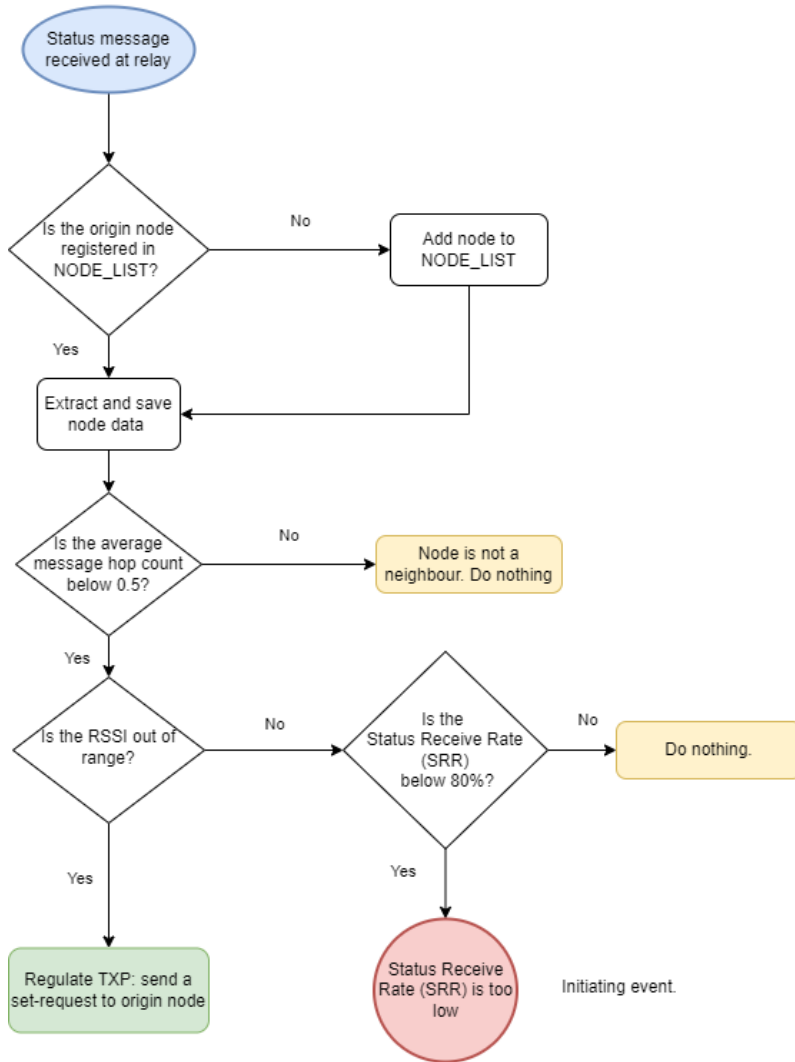 Status message
received at relay
Is the origin node
registered in
NODE_LIST?
No
Add node to
NODE_LIST
Yes
Extract and save
node data
Is the average
message hop count
below 0.5?
No
Node is not a
neighbour. Do nothing
Yes
Is the RSSI out of
range?
No
Is the
Status Receive Rate
(SRR)
below 80%?
No
Do nothing.
Yes
Yes
Regulate TXP: send a
set-request to origin node
Status Receive
Rate (SRR) is too
low
Initiating event.